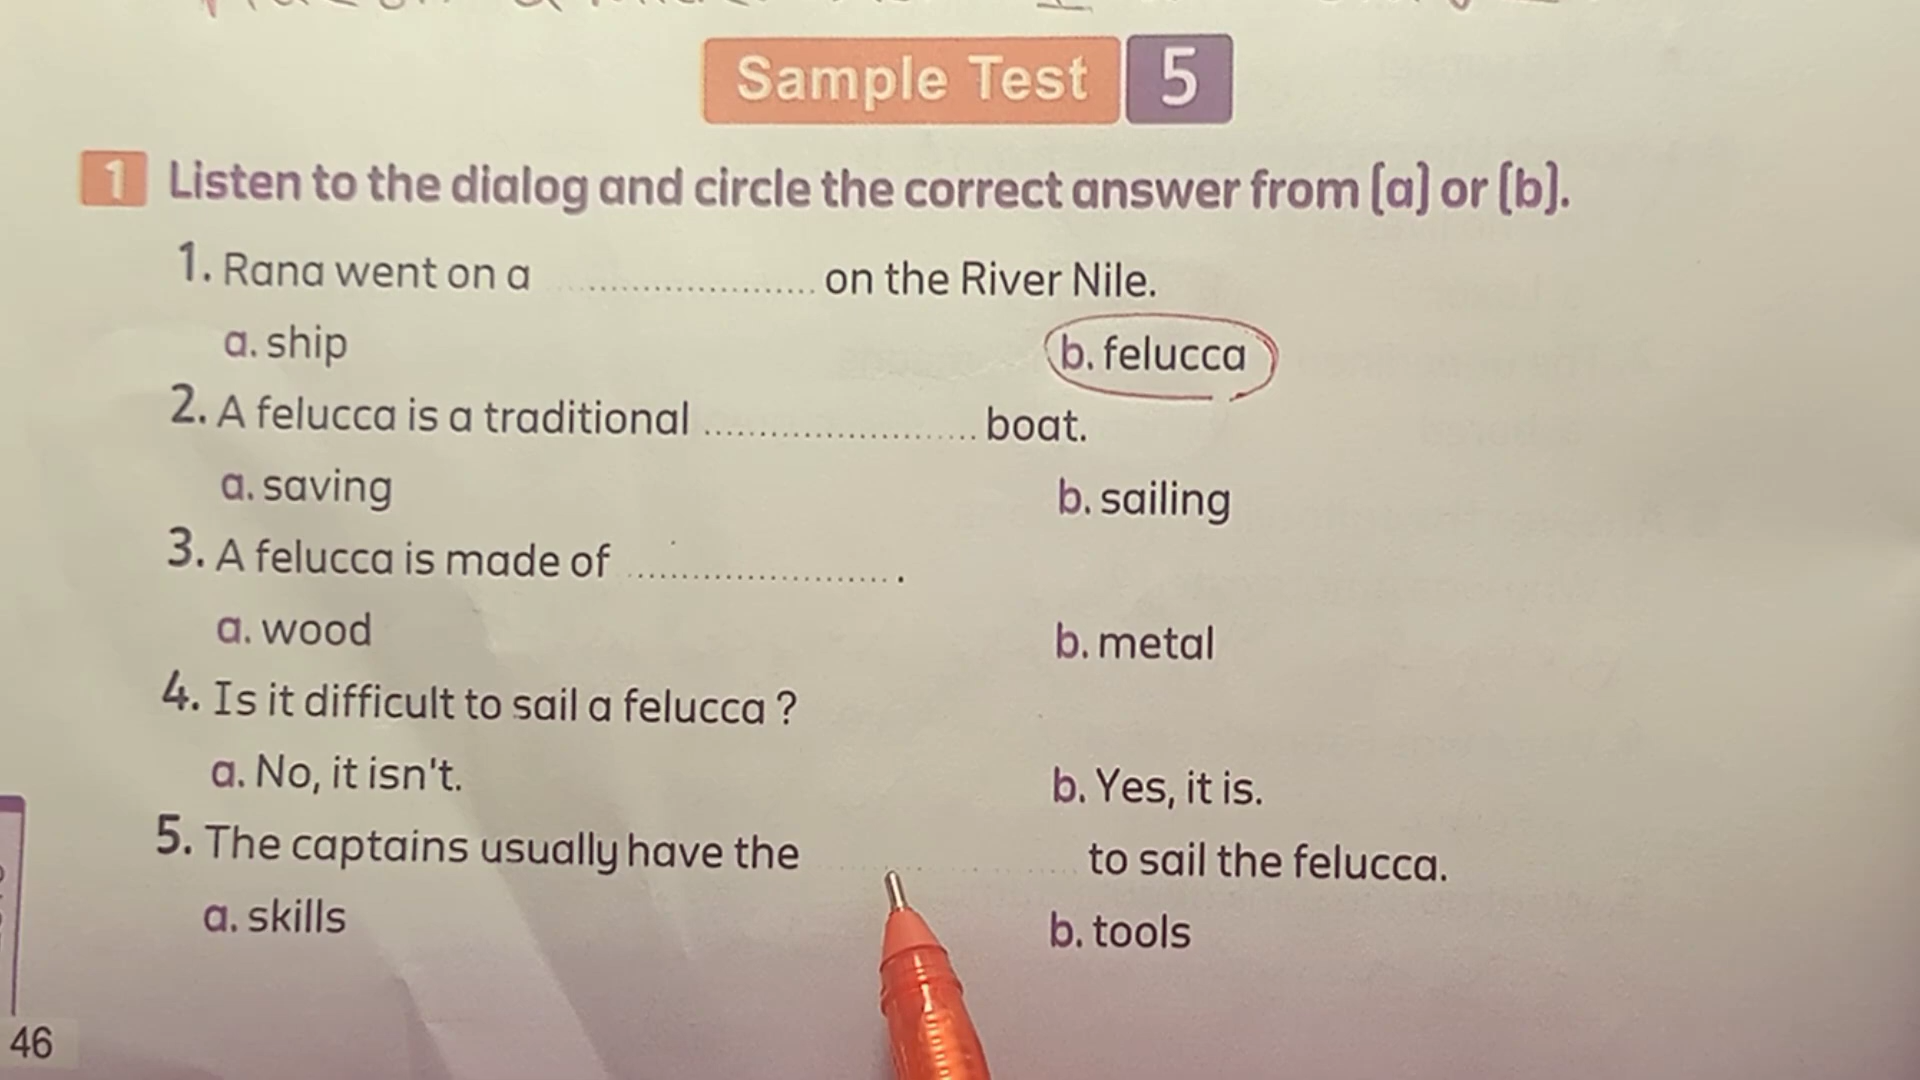 Sample Test 5
1 Listen to the dialog and circle the correct answer from (a) or (b).
1. Rana went on a ........................ on the River Nile.
a. ship b. felucca
2. A felucca is a traditional ........................ boat.
a. saving b. sailing
3. A felucca is made of ........................ .
a. wood b. metal
4. Is it difficult to sail a felucca ?
a. No, it isn't. b. Yes, it is.
5. The captains usually have the ........................ to sail the felucca.
a. skills b. tools
46